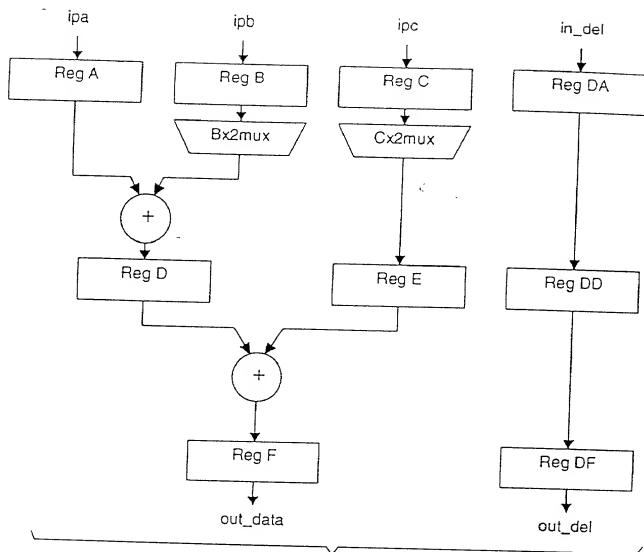 ipa
ipb
ipc
in_del
Reg A
Reg B
Reg C
Reg DA
Bx2mux
Cx2mux
+
Reg D
Reg E
Reg DD
+
Reg F
Reg DF
out_data
out_del